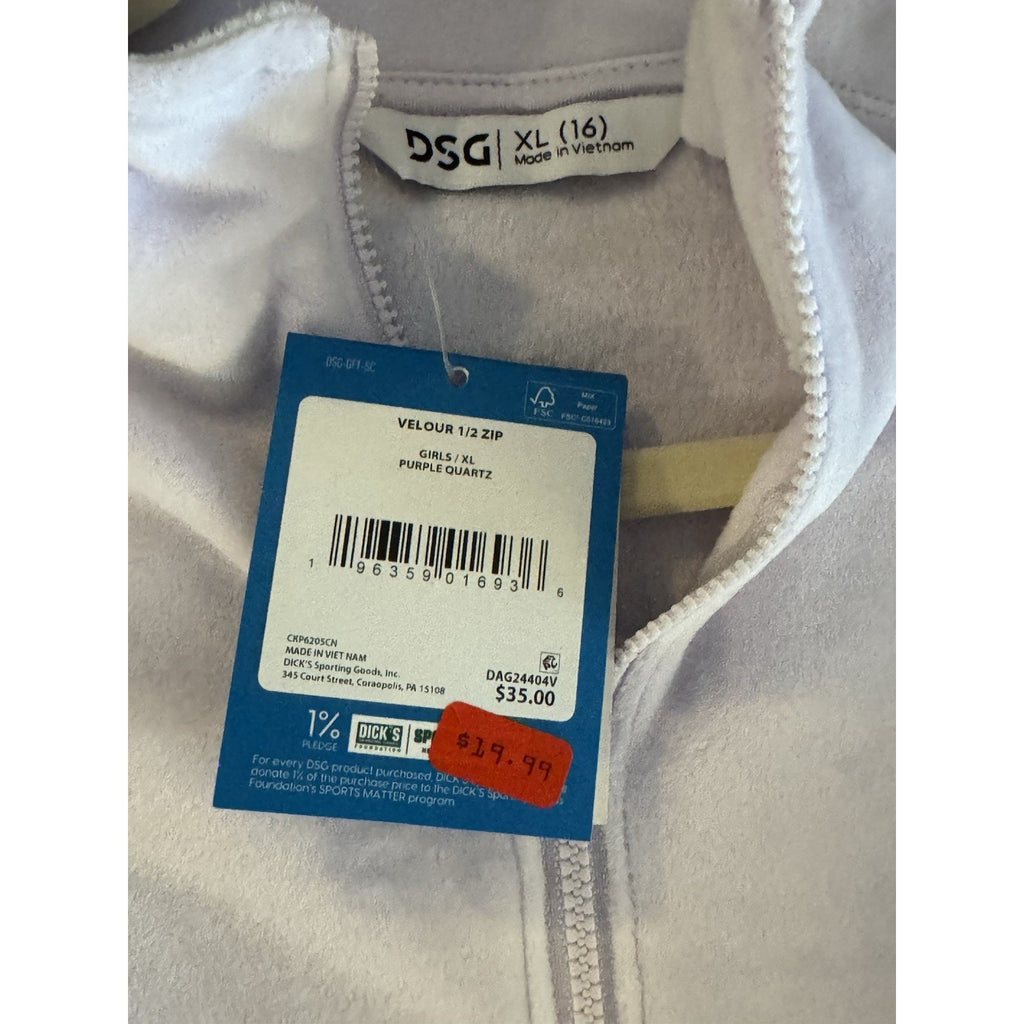 DSG
XL (16)
Made in Vietnam
DSG-GFT-SC
FSC
MIX
Paper
VELOUR 1/2 ZIP
GIRLS / XL
PURPLE QUARTZ
1 96359 01693 6
CKP6205CN
MADE IN VIET NAM
DICK'S Sporting Goods, Inc.
345 Court Street, Coraopolis, PA 15108
DAG24404V
$35.00
1%
PLEDGE
DICK'S
FOUNDATION
$19.99
For every DSG product purchased,
donate 1% of the purchase price to the DICK'S
Foundation's SPORTS MATTER program